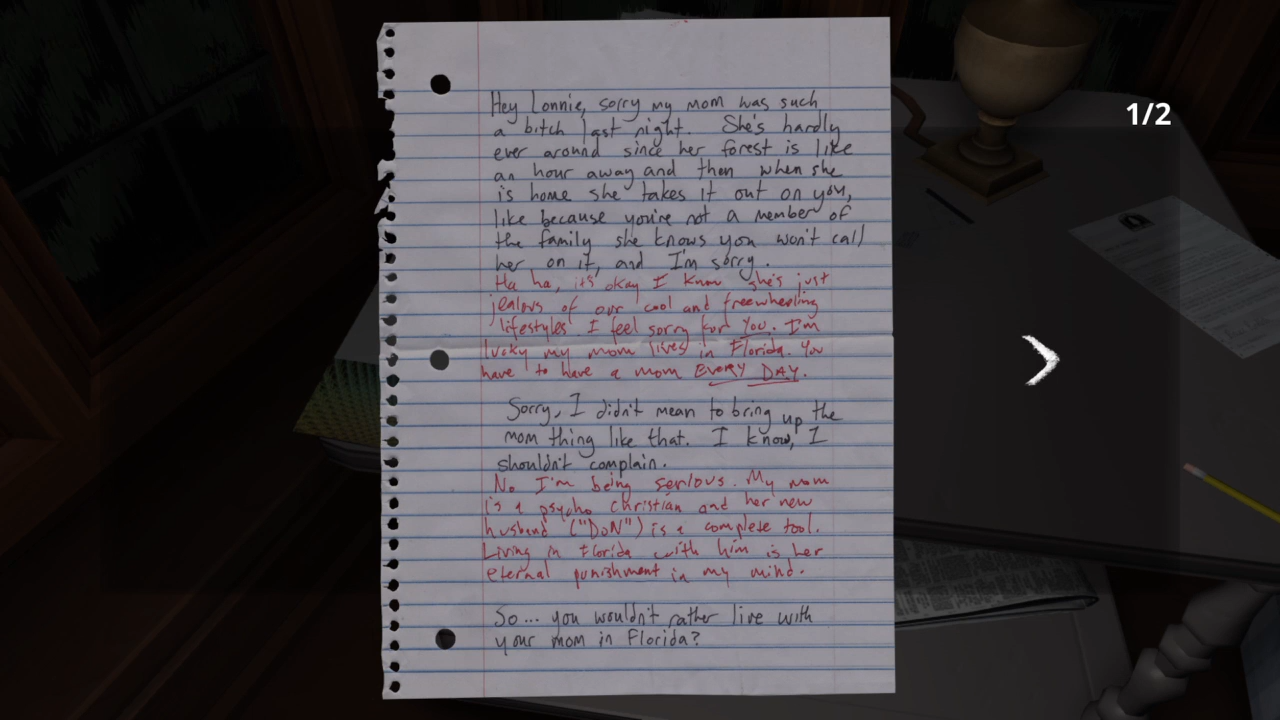 1/2
Hey Lonnie, sorry my mom was such
a bitch last night. She's hardly
ever around since her forest is like
an hour away and then when she
is home she takes it out on you,
like because you're not a member of
the family she knows you won't call
her on it, and I'm sorry.
Ha ha, it's okay I know she's just
jealous of our cool and freewheeling
lifestyles I feel sorry for You. I'm
lucky my mom lives in Florida. You
have to have a mom EVERY DAY.
Sorry, I didn't mean to bring up the
mom thing like that. I know, I
shouldn't complain.
No I'm being serious. My mom
is a psycho christian and her new
husband ("DoN") is a complete tool.
Living in Florida with him is her
eternal punishment in my mind.
So... you wouldn't rather live with
your mom in Florida?